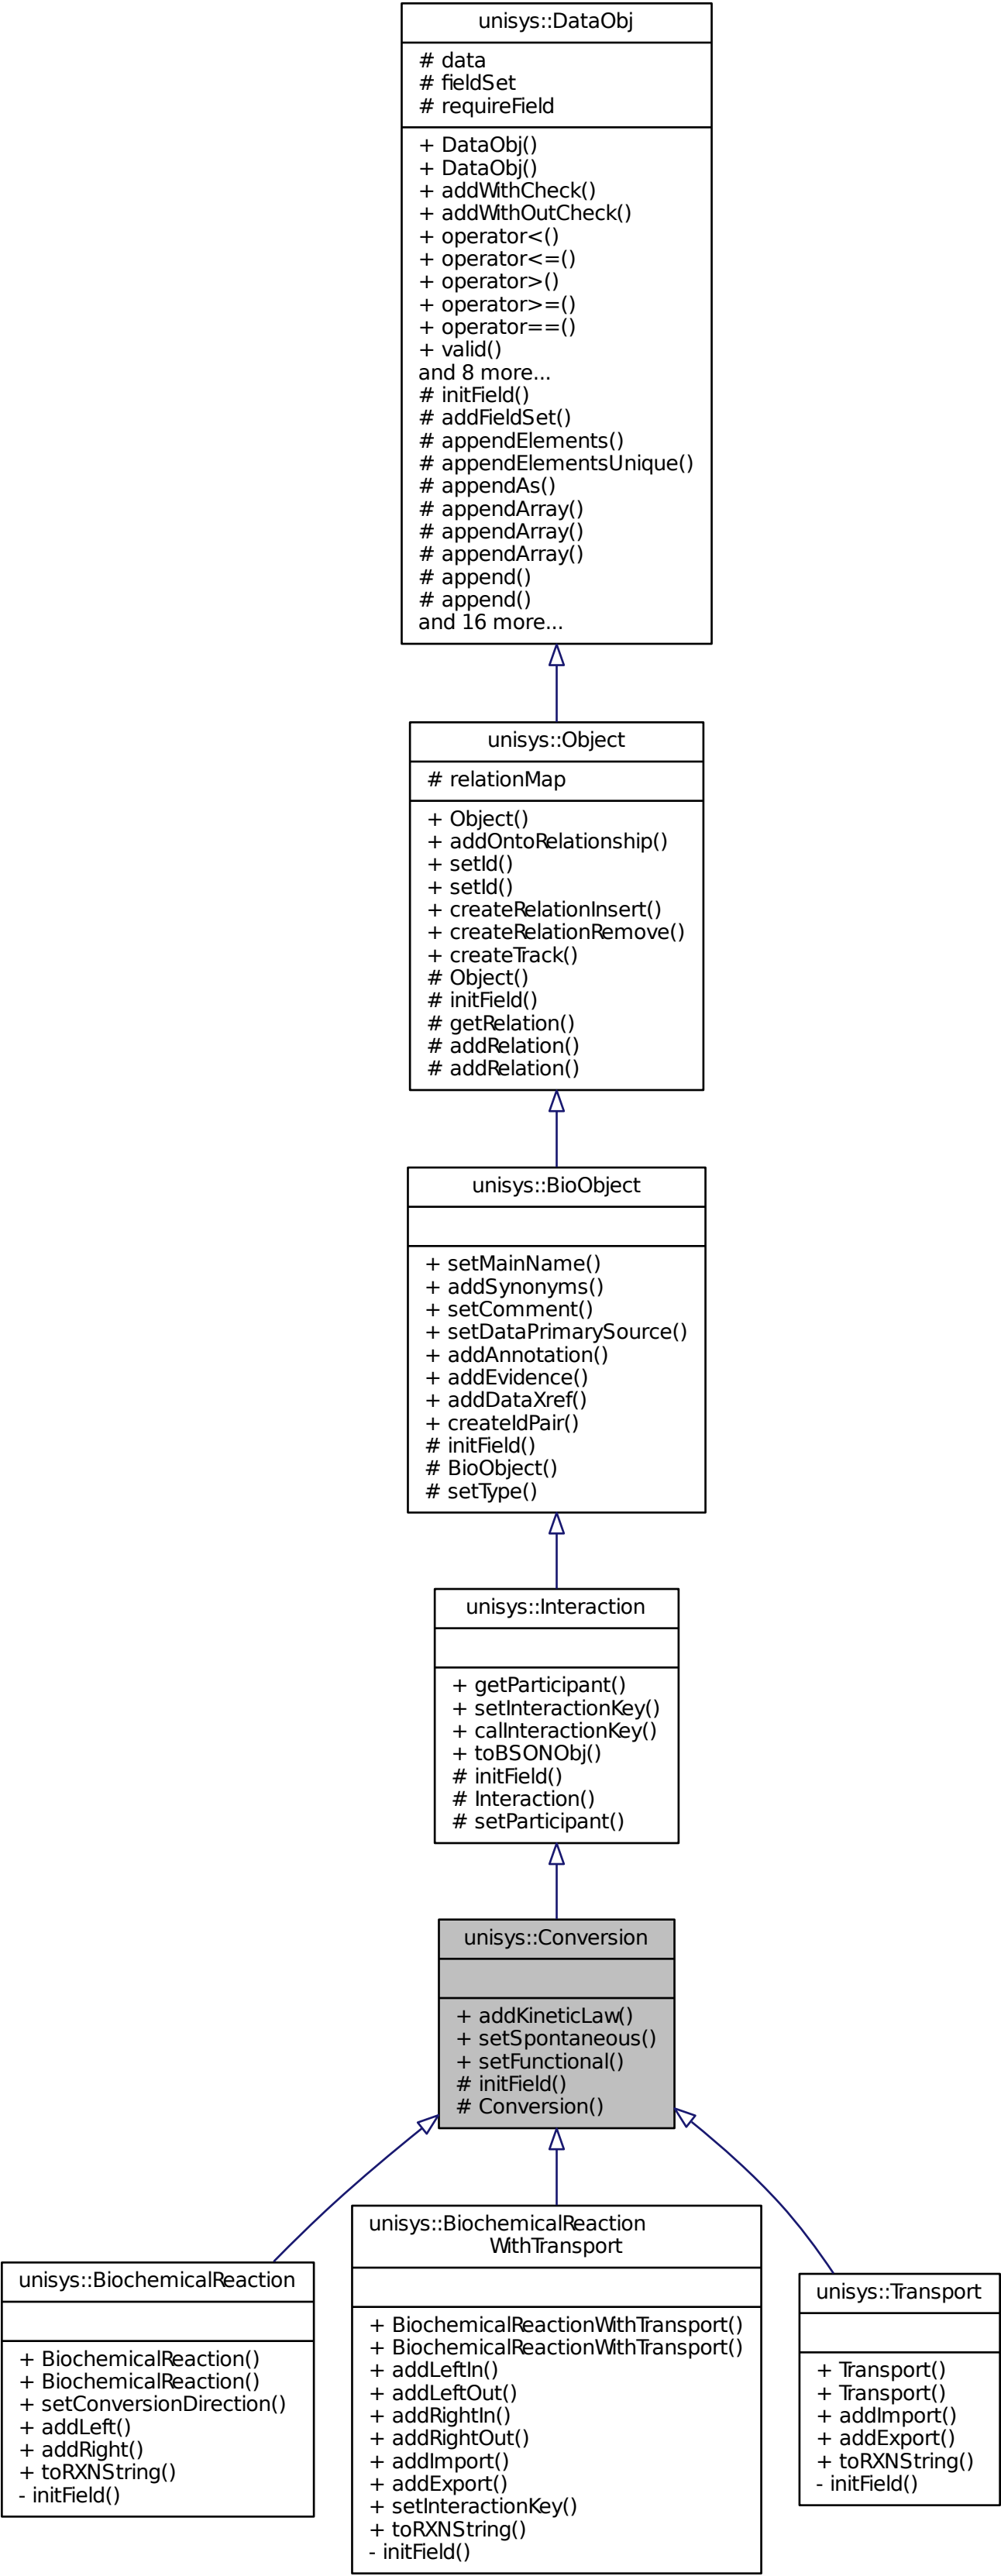 unisys::DataObj
# data
# fieldSet
# requireField
+ DataObj()
+ DataObj()
+ addWithCheck()
+ addWithOutCheck()
+ operator<()
+ operator<=()
+ operator>()
+ operator>=()
+ operator==()
+ valid()
and 8 more...
# initField()
# addFieldSet()
# appendElements()
# appendElementsUnique()
# appendAs()
# appendArray()
# appendArray()
# appendArray()
# append()
# append()
and 16 more...
unisys::Object
# relationMap
+ Object()
+ addOntoRelationship()
+ setId()
+ setId()
+ createRelationInsert()
+ createRelationRemove()
+ createTrack()
# Object()
# initField()
# getRelation()
# addRelation()
# addRelation()
unisys::BioObject
+ setMainName()
+ addSynonyms()
+ setComment()
+ setDataPrimarySource()
+ addAnnotation()
+ addEvidence()
+ addDataXref()
+ createIdPair()
# initField()
# BioObject()
# setType()
unisys::Interaction
+ getParticipant()
+ setInteractionKey()
+ calInteractionKey()
+ toBSONObj()
# initField()
# Interaction()
# setParticipant()
unisys::Conversion
+ addKineticLaw()
+ setSpontaneous()
+ setFunctional()
# initField()
# Conversion()
unisys::BiochemicalReaction
+ BiochemicalReaction()
+ BiochemicalReaction()
+ setConversionDirection()
+ addLeft()
+ addRight()
+ toRXNString()
- initField()
unisys::BiochemicalReaction
WithTransport
+ BiochemicalReactionWithTransport()
+ BiochemicalReactionWithTransport()
+ addLeftIn()
+ addLeftOut()
+ addRightIn()
+ addRightOut()
+ addImport()
+ addExport()
+ setInteractionKey()
+ toRXNString()
- initField()
unisys::Transport
+ Transport()
+ Transport()
+ addImport()
+ addExport()
+ toRXNString()
- initField()